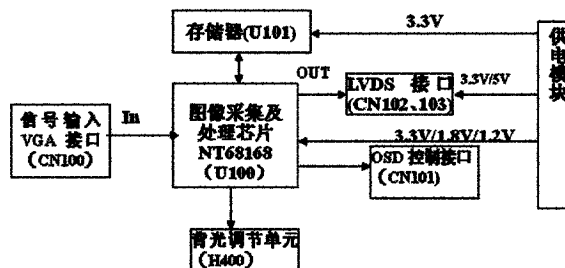 存储器(U101)
3.3V
供电模块
OUT
LVDS 接口
(CN102、103)
3.3V/5V
信号输入
VGA 接口
(CN100)
In
图像采集及
处理芯片
NT68168
(U100)
3.3V/1.8V/1.2V
OSD 控制接口
(CN101)
背光调节单元
(H400)